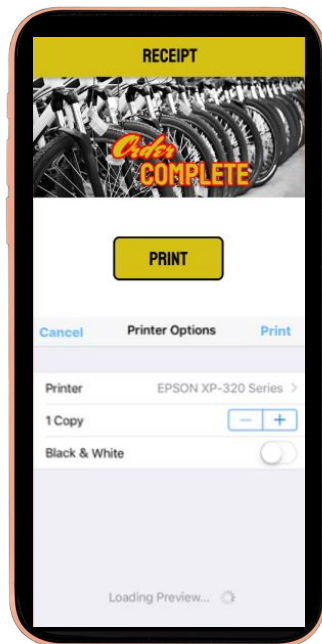 RECEIPT
Order
COMPLETE
PRINT
Cancel Printer Options Print
Printer EPSON XP-320 Series >
1 Copy − +
Black & White
Loading Preview...